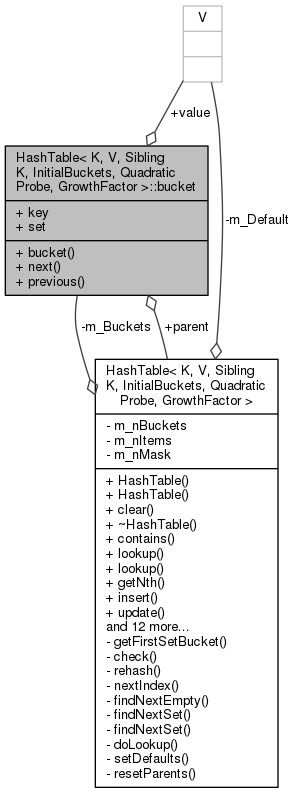 V
+value
HashTable< K, V, Sibling
K, InitialBuckets, Quadratic
Probe, GrowthFactor >::bucket
+ key
+ set
+ bucket()
+ next()
+ previous()
-m_Default
-m_Buckets
+parent
HashTable< K, V, Sibling
K, InitialBuckets, Quadratic
Probe, GrowthFactor >
- m_nBuckets
- m_nItems
- m_nMask
+ HashTable()
+ HashTable()
+ clear()
+ ~HashTable()
+ contains()
+ lookup()
+ lookup()
+ getNth()
+ insert()
+ update()
and 12 more...
- getFirstSetBucket()
- check()
- rehash()
- nextIndex()
- findNextEmpty()
- findNextSet()
- findNextSet()
- doLookup()
- setDefaults()
- resetParents()